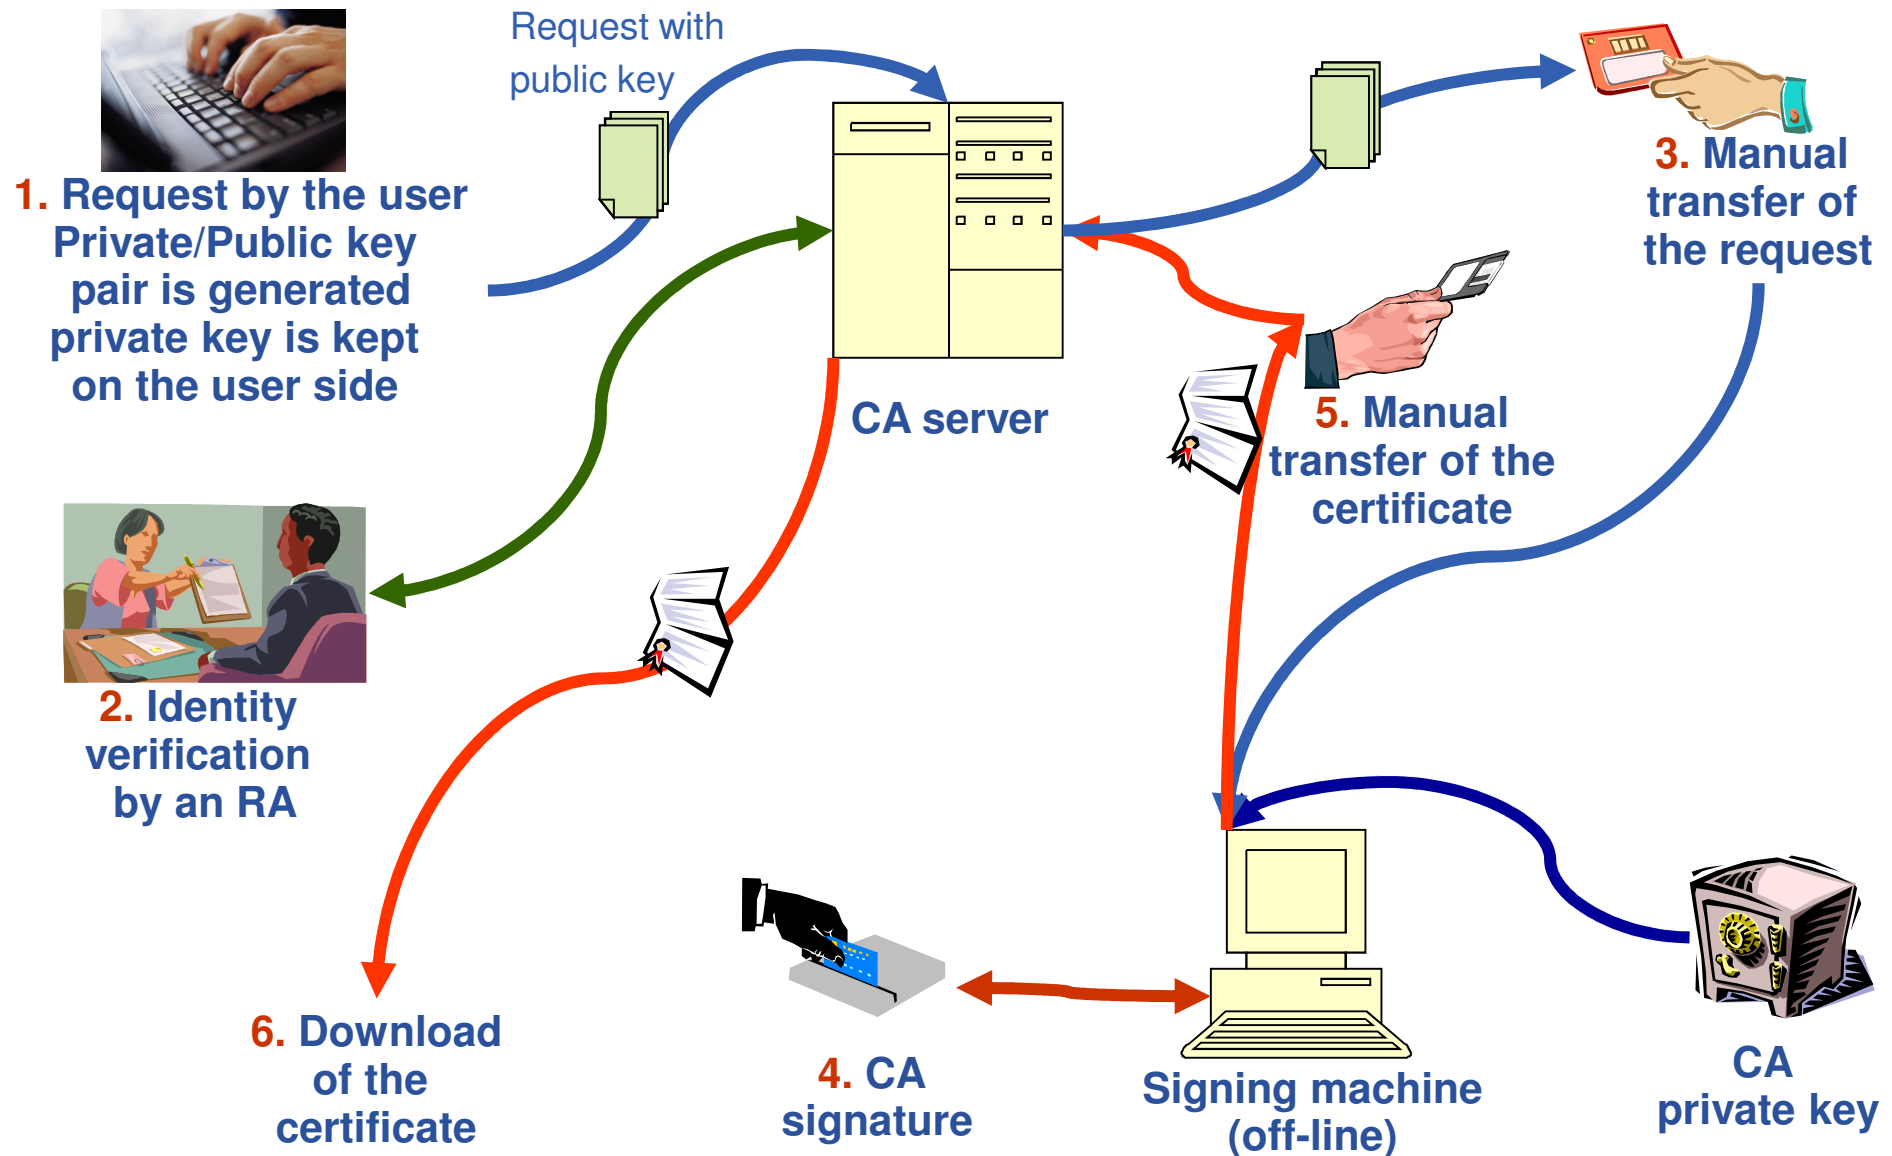 Request with
public key
1. Request by the user
Private/Public key
pair is generated
private key is kept
on the user side
3. Manual
transfer of
the request
CA server
5. Manual
transfer of the
certificate
2. Identity
verification
by an RA
6. Download
of the
certificate
4. CA
signature
Signing machine
(off-line)
CA
private key